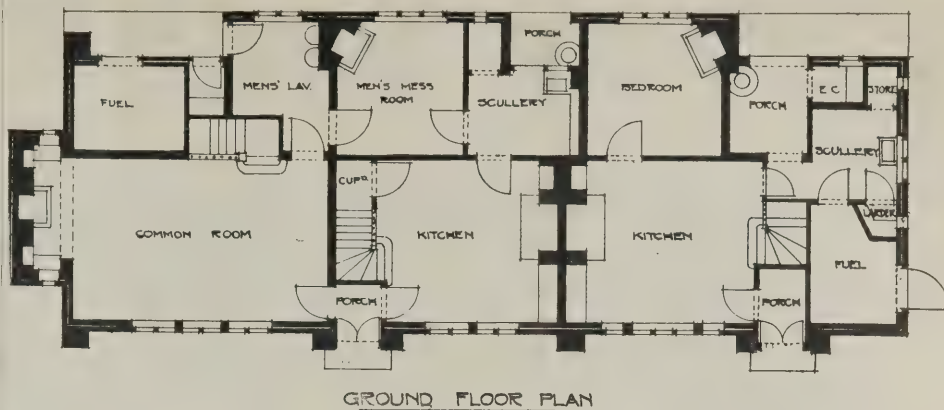 FUEL
MENS' LAV.
MEN'S MESS
ROOM
SCULLERY
PORCH
BEDROOM
PORCH
E C
STORE
SCULLERY
LARDER
FUEL
COMMON ROOM
CUPD
KITCHEN
KITCHEN
PORCH
PORCH
GROUND FLOOR PLAN